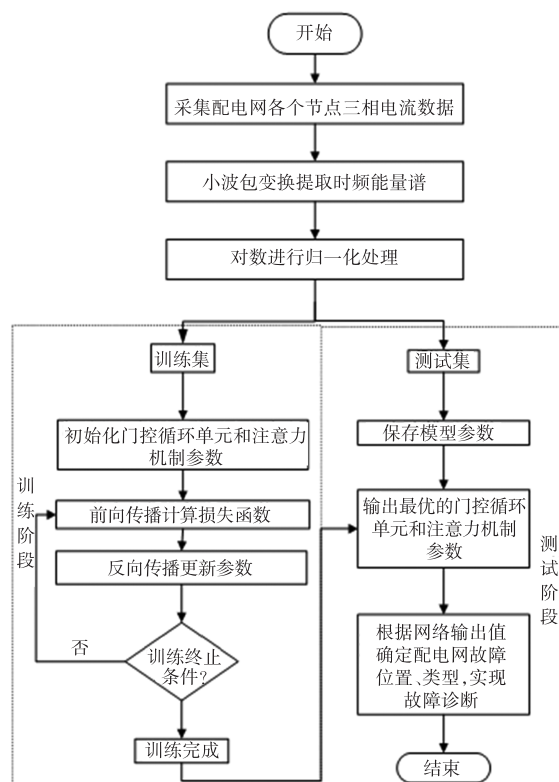 开始
采集配电网各个节点三相电流数据
小波包变换提取时频能量谱
对数进行归一化处理
训练集
测试集
初始化门控循环单元和注意力
机制参数
保存模型参数
训练阶段
前向传播计算损失函数
输出最优的门控循环
单元和注意力机制
参数
反向传播更新参数
测试阶段
否
训练终止
条件?
根据网络输出值
确定配电网故障
位置、类型,实现
故障诊断
训练完成
结束